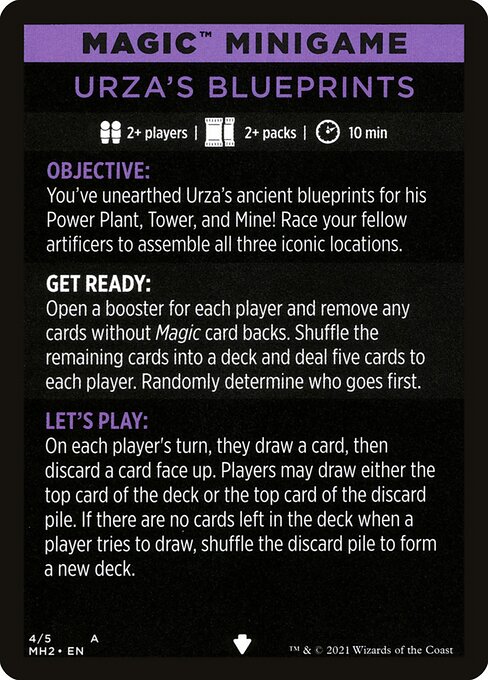 MAGIC™ MINIGAME
URZA'S BLUEPRINTS
2+ players | 2+ packs | 10 min
OBJECTIVE:
You've unearthed Urza's ancient blueprints for his
Power Plant, Tower, and Mine! Race your fellow
artificers to assemble all three iconic locations.
GET READY:
Open a booster for each player and remove any
cards without Magic card backs. Shuffle the
remaining cards into a deck and deal five cards to
each player. Randomly determine who goes first.
LET'S PLAY:
On each player's turn, they draw a card, then
discard a card face up. Players may draw either the
top card of the deck or the top card of the discard
pile. If there are no cards left in the deck when a
player tries to draw, shuffle the discard pile to form
a new deck.
4/5 A
MH2 • EN
™ & © 2021 Wizards of the Coast